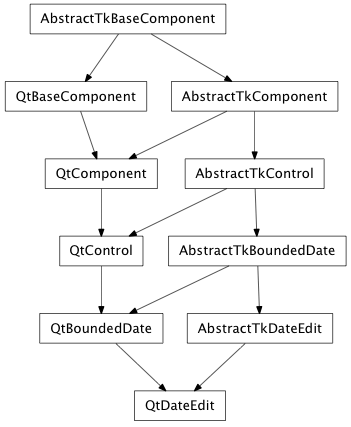 AbstractTkBaseComponent
QtBaseComponent
AbstractTkComponent
QtComponent
AbstractTkControl
QtControl
AbstractTkBoundedDate
QtBoundedDate
AbstractTkDateEdit
QtDateEdit